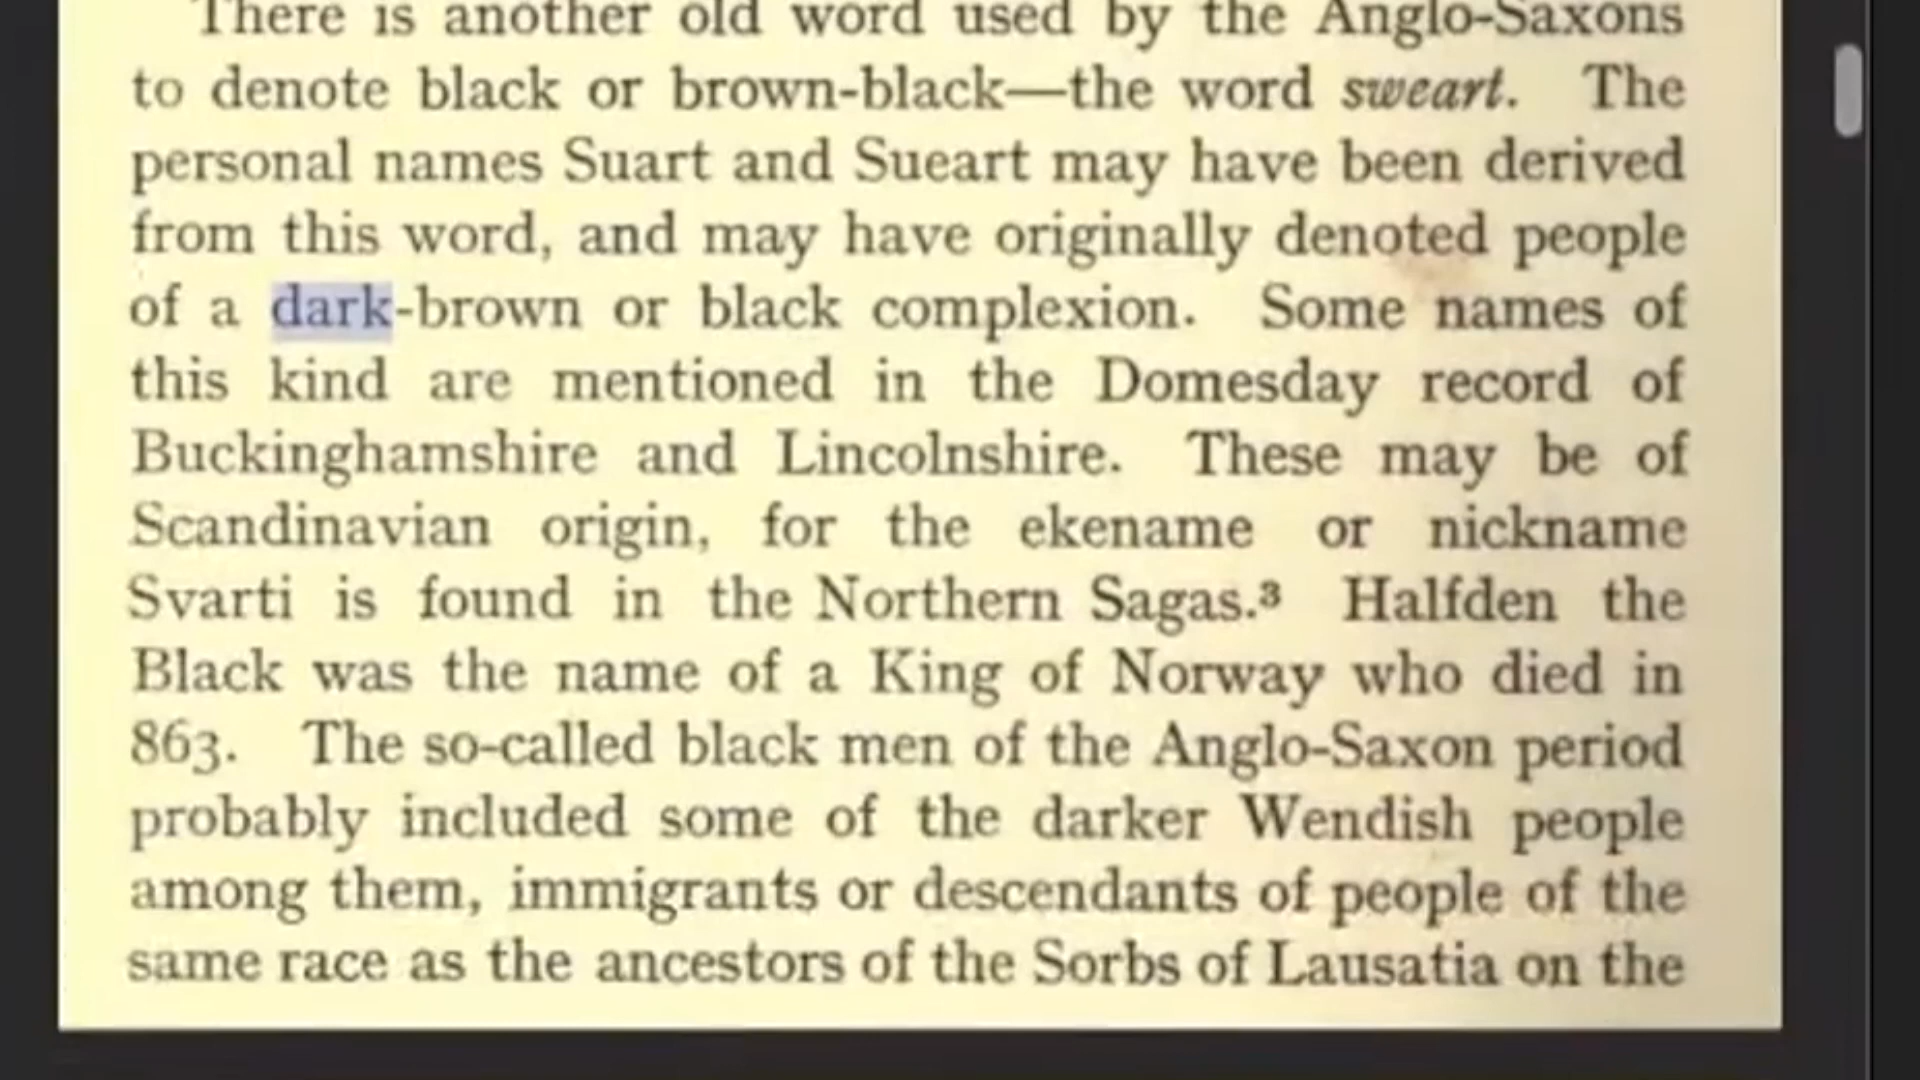 There is another old word used by the Anglo-Saxons
to denote black or brown-black—the word sweart. The
personal names Suart and Sueart may have been derived
from this word, and may have originally denoted people
of a dark-brown or black complexion. Some names of
this kind are mentioned in the Domesday record of
Buckinghamshire and Lincolnshire. These may be of
Scandinavian origin, for the ekename or nickname
Svarti is found in the Northern Sagas.³ Halfden the
Black was the name of a King of Norway who died in
863. The so-called black men of the Anglo-Saxon period
probably included some of the darker Wendish people
among them, immigrants or descendants of people of the
same race as the ancestors of the Sorbs of Lausatia on the